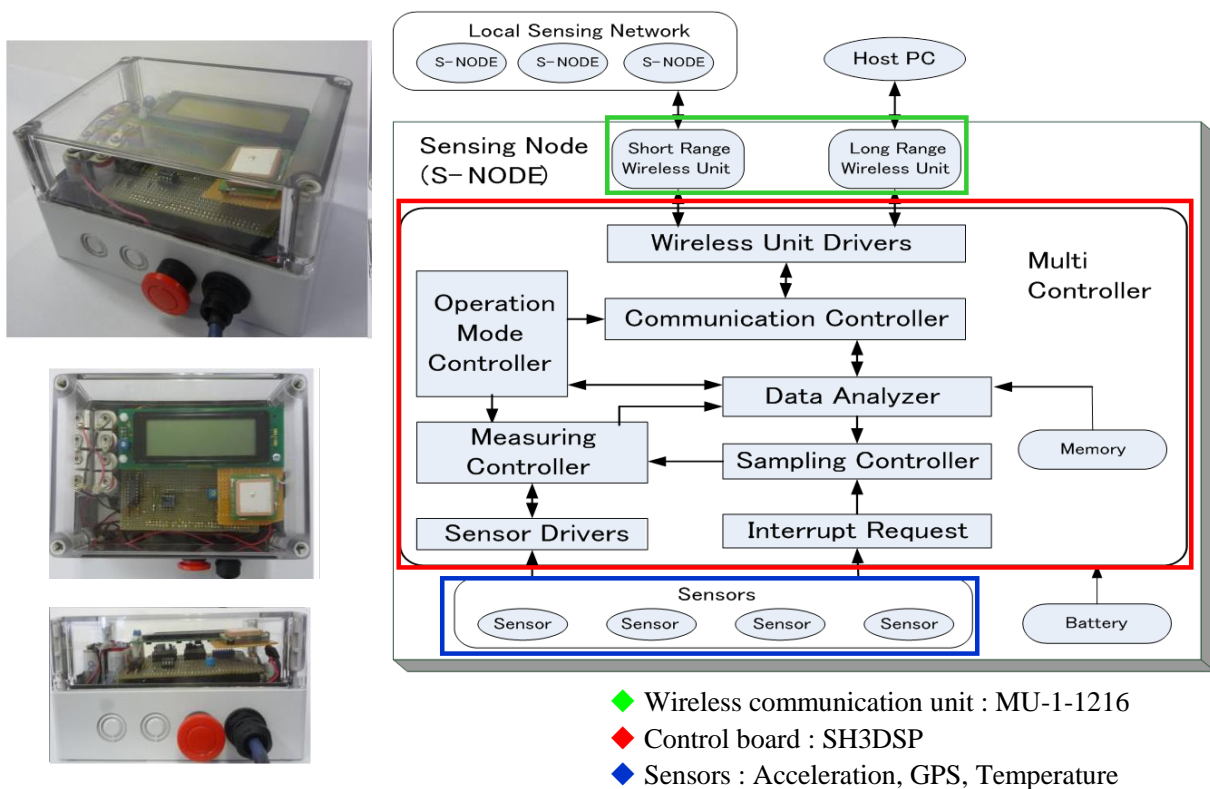 Local Sensing Network
S-NODE S-NODE S-NODE
Host PC
Sensing Node
(S-NODE)
Short Range
Wireless Unit
Long Range
Wireless Unit
Wireless Unit Drivers
Multi
Controller
Operation
Mode
Controller
Communication Controller
Data Analyzer
Measuring
Controller
Sampling Controller
Memory
Sensor Drivers
Interrupt Request
Sensors
Sensor Sensor Sensor Sensor
Battery
Wireless communication unit : MU-1-1216
Control board : SH3DSP
Sensors : Acceleration, GPS, Temperature